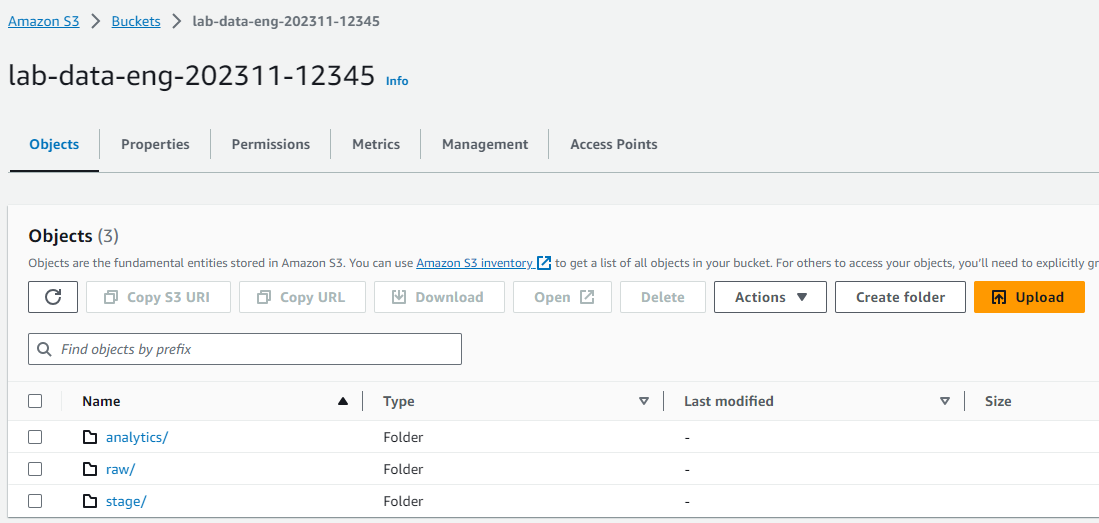 Amazon S3 > Buckets > lab-data-eng-202311-12345
lab-data-eng-202311-12345 Info
Objects Properties Permissions Metrics Management Access Points
Objects (3)
Objects are the fundamental entities stored in Amazon S3. You can use Amazon S3 inventory to get a list of all objects in your bucket. For others to access your objects, you'll need to explicitly gr
Copy S3 URI Copy URL Download Open Delete Actions Create folder Upload
Find objects by prefix
Name Type Last modified Size
analytics/ Folder -
raw/ Folder -
stage/ Folder -